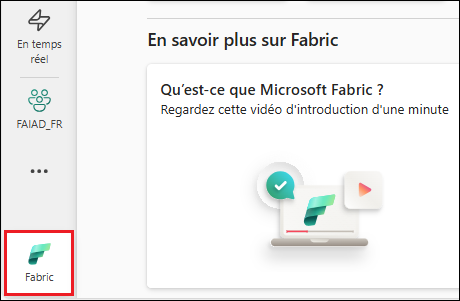 En temps
réel
FAIAD_FR
Fabric
En savoir plus sur Fabric
Qu'est-ce que Microsoft Fabric ?
Regardez cette vidéo d'introduction d'une minute